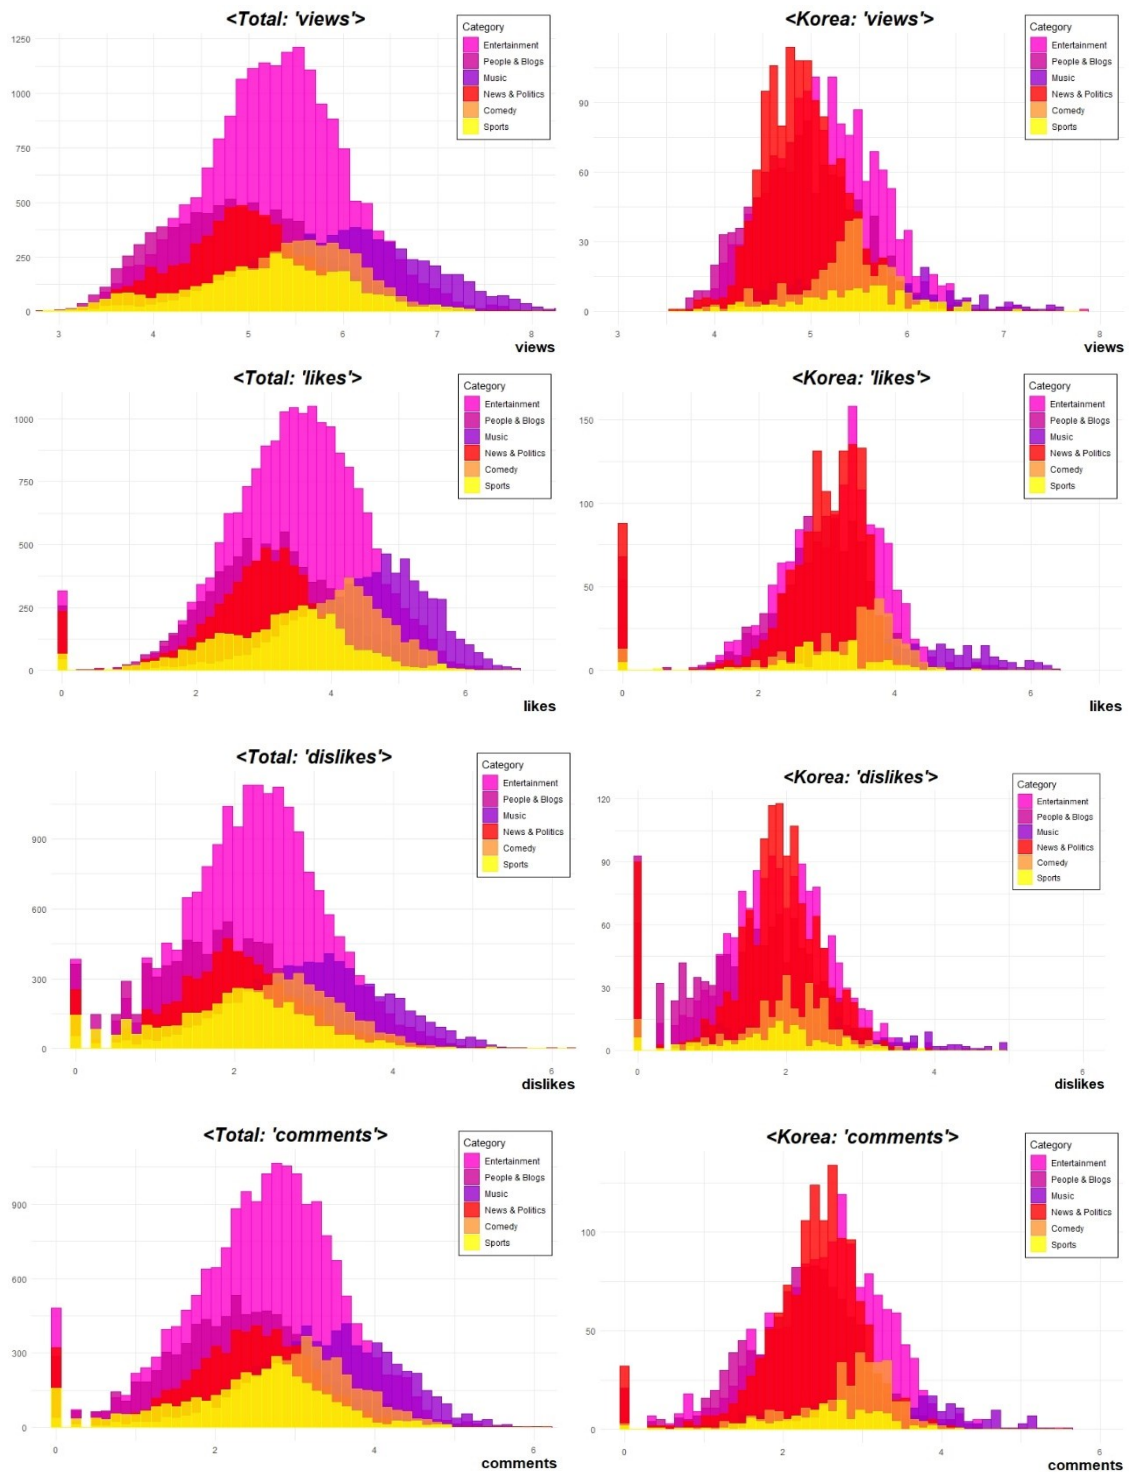 <Total: 'views'>
Category
Entertainment
People & Blogs
Music
News & Politics
Comedy
Sports
1250
1000
750
500
250
0
3 4 5 6 7 8
views
<Korea: 'views'>
Category
Entertainment
People & Blogs
Music
News & Politics
Comedy
Sports
90
60
30
0
3 4 5 6 7 8
views
<Total: 'likes'>
Category
Entertainment
People & Blogs
Music
News & Politics
Comedy
Sports
1000
750
500
250
0
0 2 4 6
likes
<Korea: 'likes'>
Category
Entertainment
People & Blogs
Music
News & Politics
Comedy
Sports
150
100
50
0
0 2 4 6
likes
<Total: 'dislikes'>
Category
Entertainment
People & Blogs
Music
News & Politics
Comedy
Sports
900
600
300
0
0 2 4 6
dislikes
<Korea: 'dislikes'>
Category
Entertainment
People & Blogs
Music
News & Politics
Comedy
Sports
120
90
60
30
0
0 2 4 6
dislikes
<Total: 'comments'>
Category
Entertainment
People & Blogs
Music
News & Politics
Comedy
Sports
900
600
300
0
0 2 4 6
comments
<Korea: 'comments'>
Category
Entertainment
People & Blogs
Music
News & Politics
Comedy
Sports
100
50
0
0 2 4 6
comments